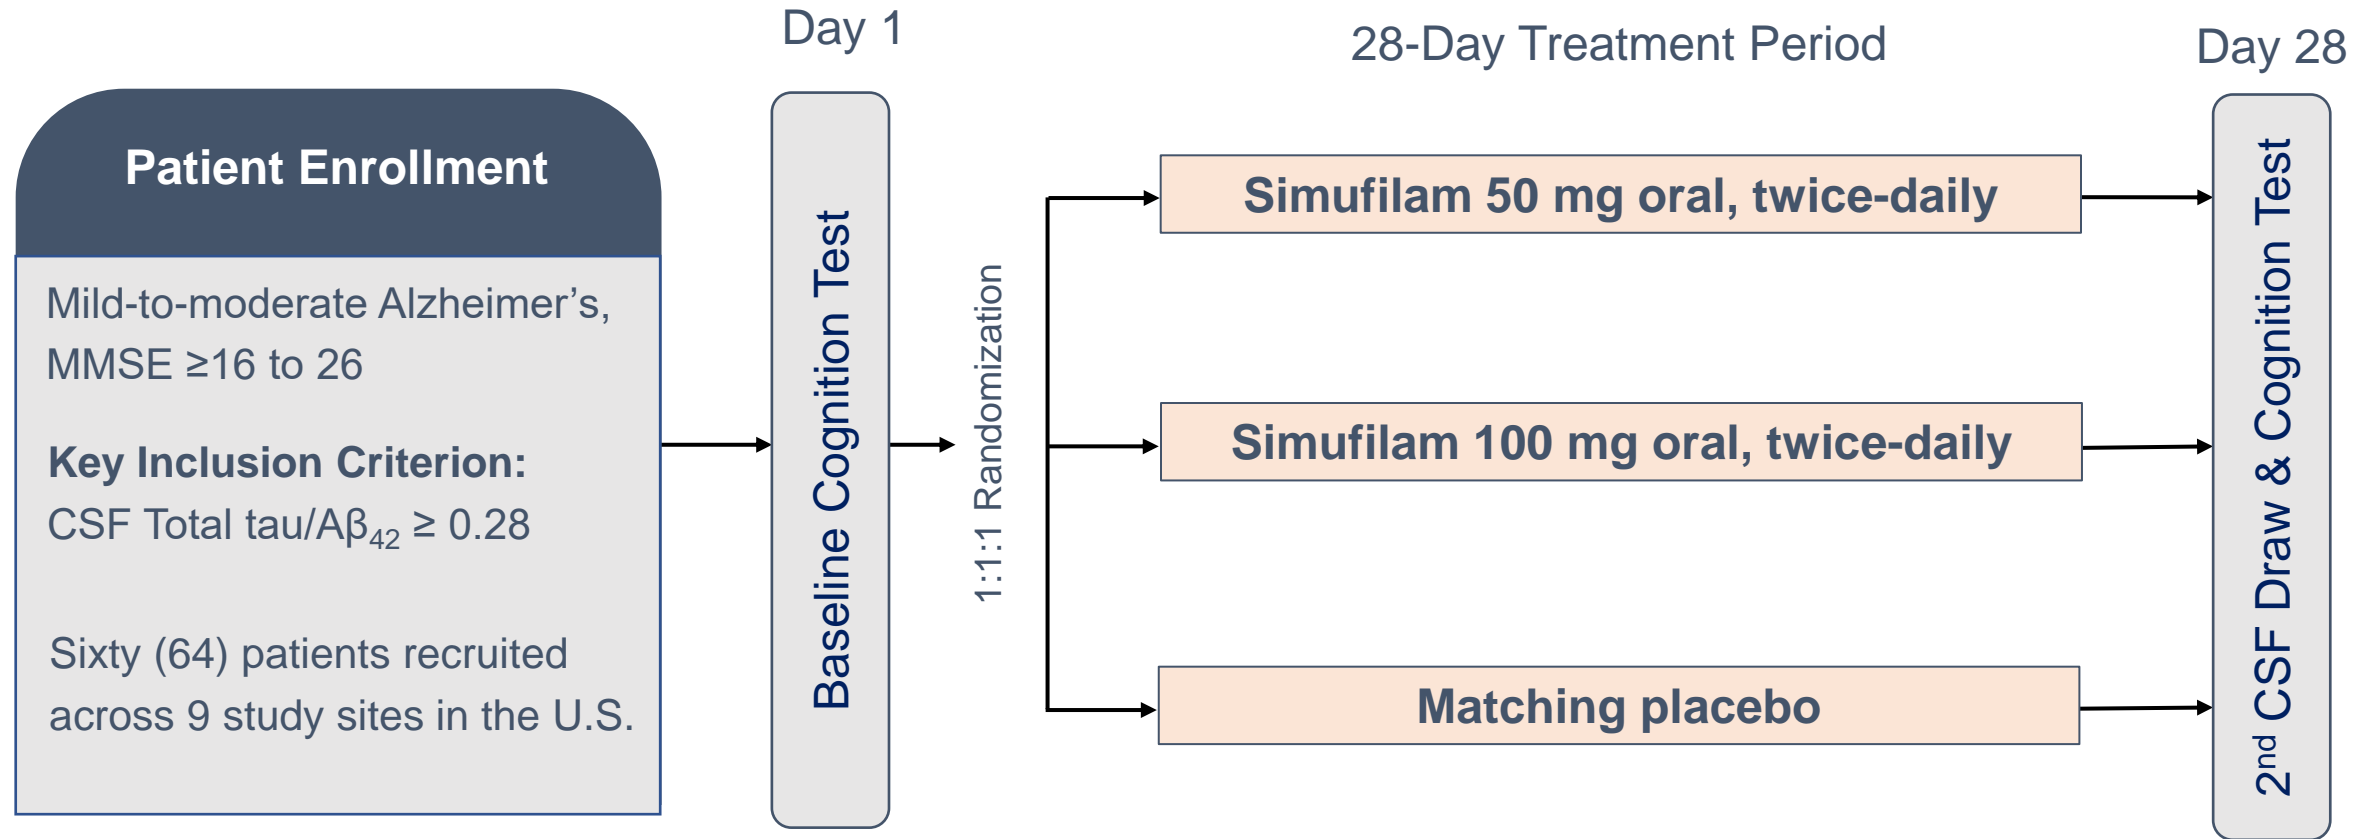 Day 1
28-Day Treatment Period
Day 28
Patient Enrollment
Mild-to-moderate Alzheimer’s,
MMSE ≥16 to 26
Key Inclusion Criterion:
CSF Total tau/Aβ42 ≥ 0.28
Sixty (64) patients recruited
across 9 study sites in the U.S.
Baseline Cognition Test
1:1:1 Randomization
Simufilam 50 mg oral, twice-daily
Simufilam 100 mg oral, twice-daily
Matching placebo
2nd CSF Draw & Cognition Test